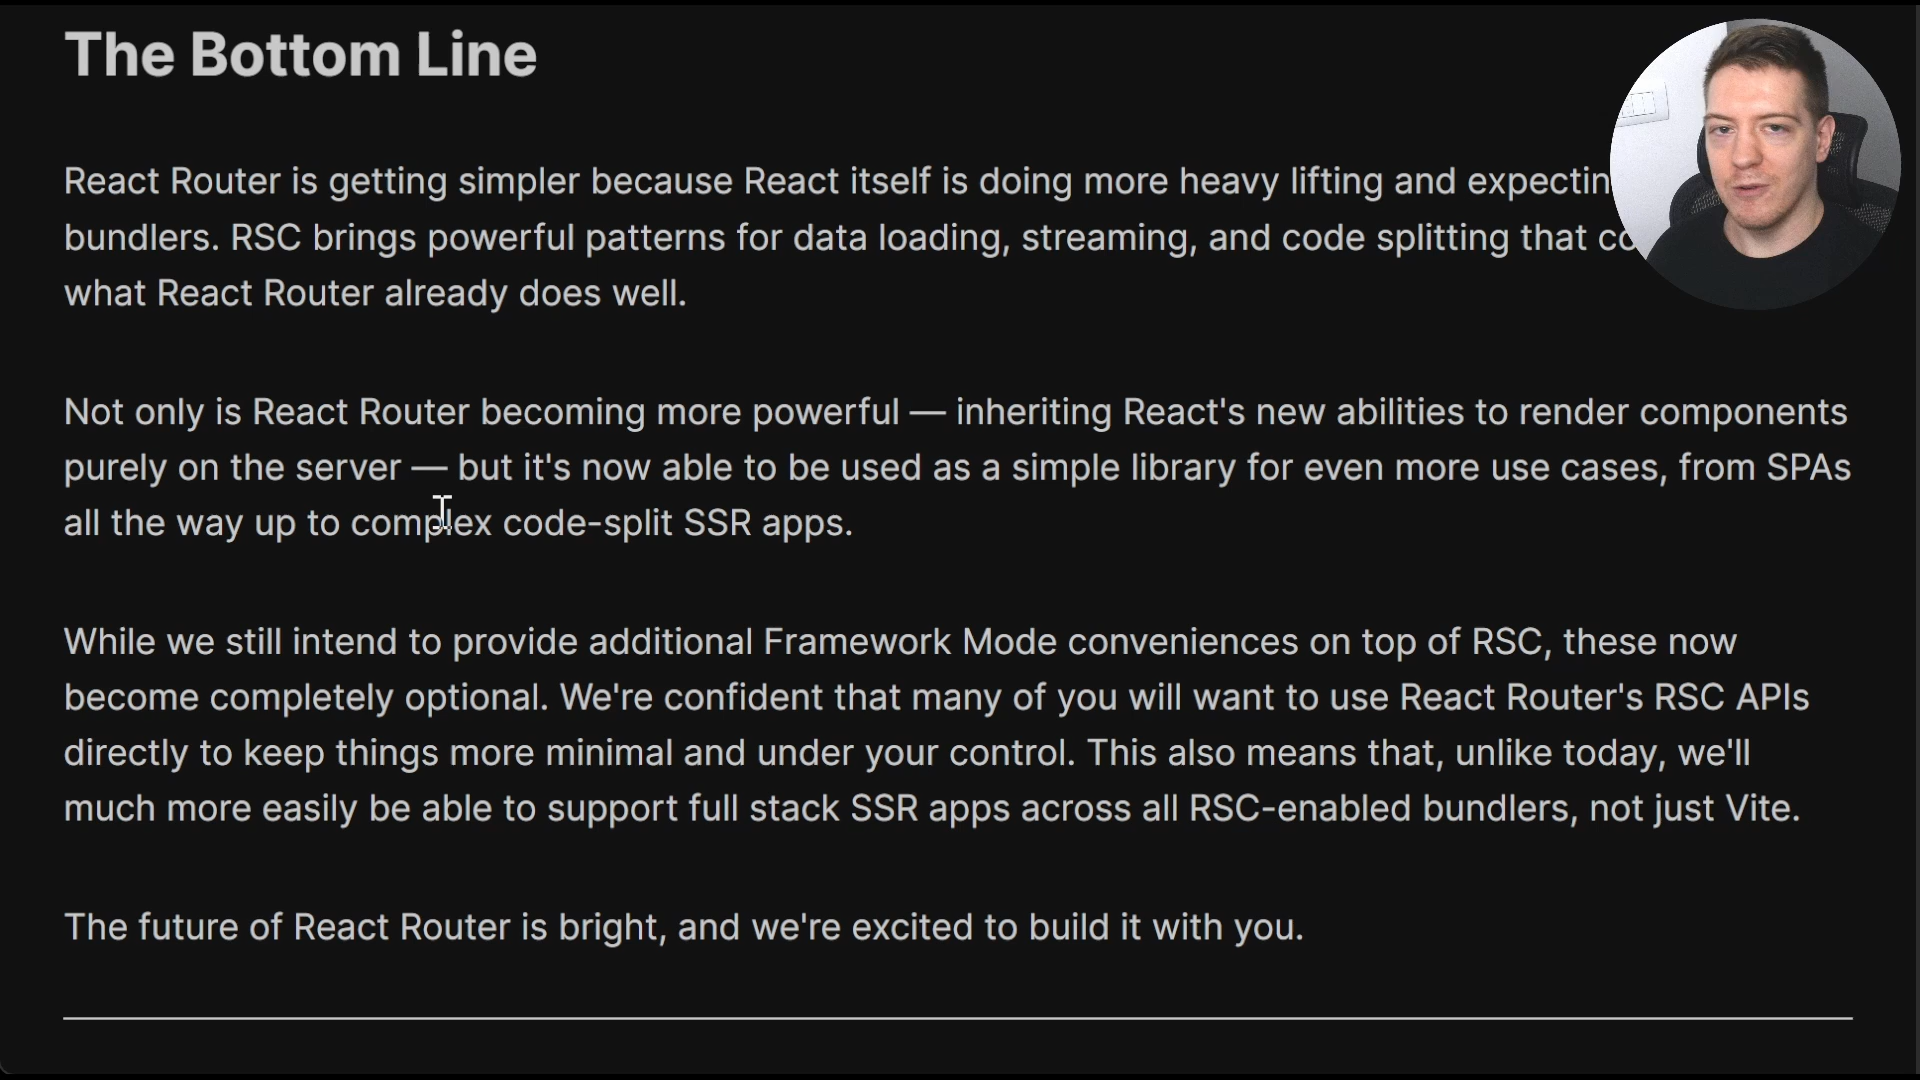 The Bottom Line
React Router is getting simpler because React itself is doing more heavy lifting and
bundlers. RSC brings powerful patterns for data loading, streaming, and code splitting that
what React Router already does well.
Not only is React Router becoming more powerful — inheriting React's new abilities to render components
purely on the server — but it's now able to be used as a simple library for even more use cases, from SPAs
all the way up to complex code-split SSR apps.
While we still intend to provide additional Framework Mode conveniences on top of RSC, these now
become completely optional. We're confident that many of you will want to use React Router's RSC APIs
directly to keep things more minimal and under your control. This also means that, unlike today, we'll
much more easily be able to support full stack SSR apps across all RSC-enabled bundlers, not just Vite.
The future of React Router is bright, and we're excited to build it with you.